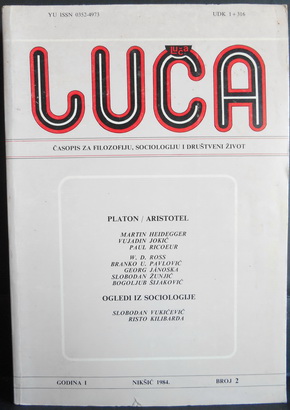 YU ISSN 0352-4973
UDK 1+304
luča
LUČA
ČASOPIS ZA FILOZOFIJU, SOCIOLOGIJU I DRUŠTVENI ŽIVOT
PLATON / ARISTOTEL
MARTIN HEIDEGGER
VUJADIN JOKIĆ
PAUL RICOEUR
W. D. ROSS
BRANKO U. PAVLOVIĆ
GEORG JÁNOSKA
SLOBODAN ŽUNJIĆ
BOGOLJUB ŠIJAKOVIĆ
OGLEDI IZ SOCIOLOGIJE
SLOBODAN VUKIĆEVIĆ
RISTO KILIBARDA
GODINA I
NIKŠIĆ 1984.
BROJ 2